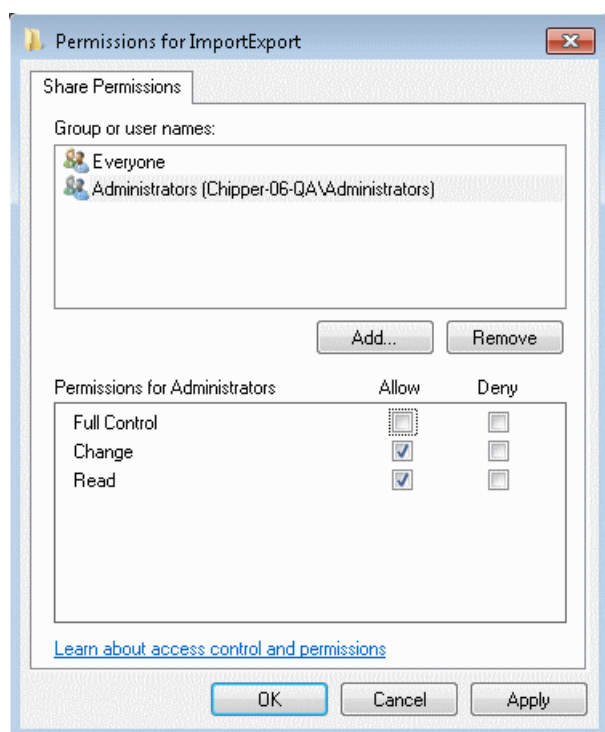 Permissions for ImportExport
Share Permissions
Group or user names:
Everyone
Administrators (Chipper-06-QA\Administrators)
Add... Remove
Permissions for Administrators Allow Deny
Full Control
Change
Read
Learn about access control and permissions
OK Cancel Apply